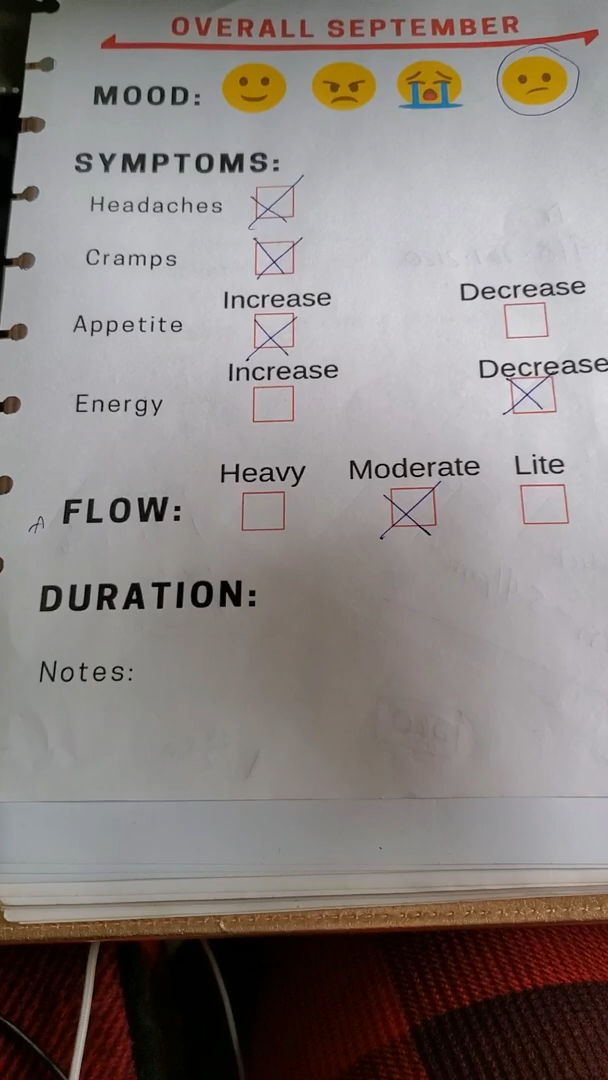 OVERALL SEPTEMBER
MOOD:
SYMPTOMS:
Headaches
Cramps
Increase Decrease
Appetite
Increase Decrease
Energy
Heavy Moderate Lite
FLOW:
DURATION:
Notes: